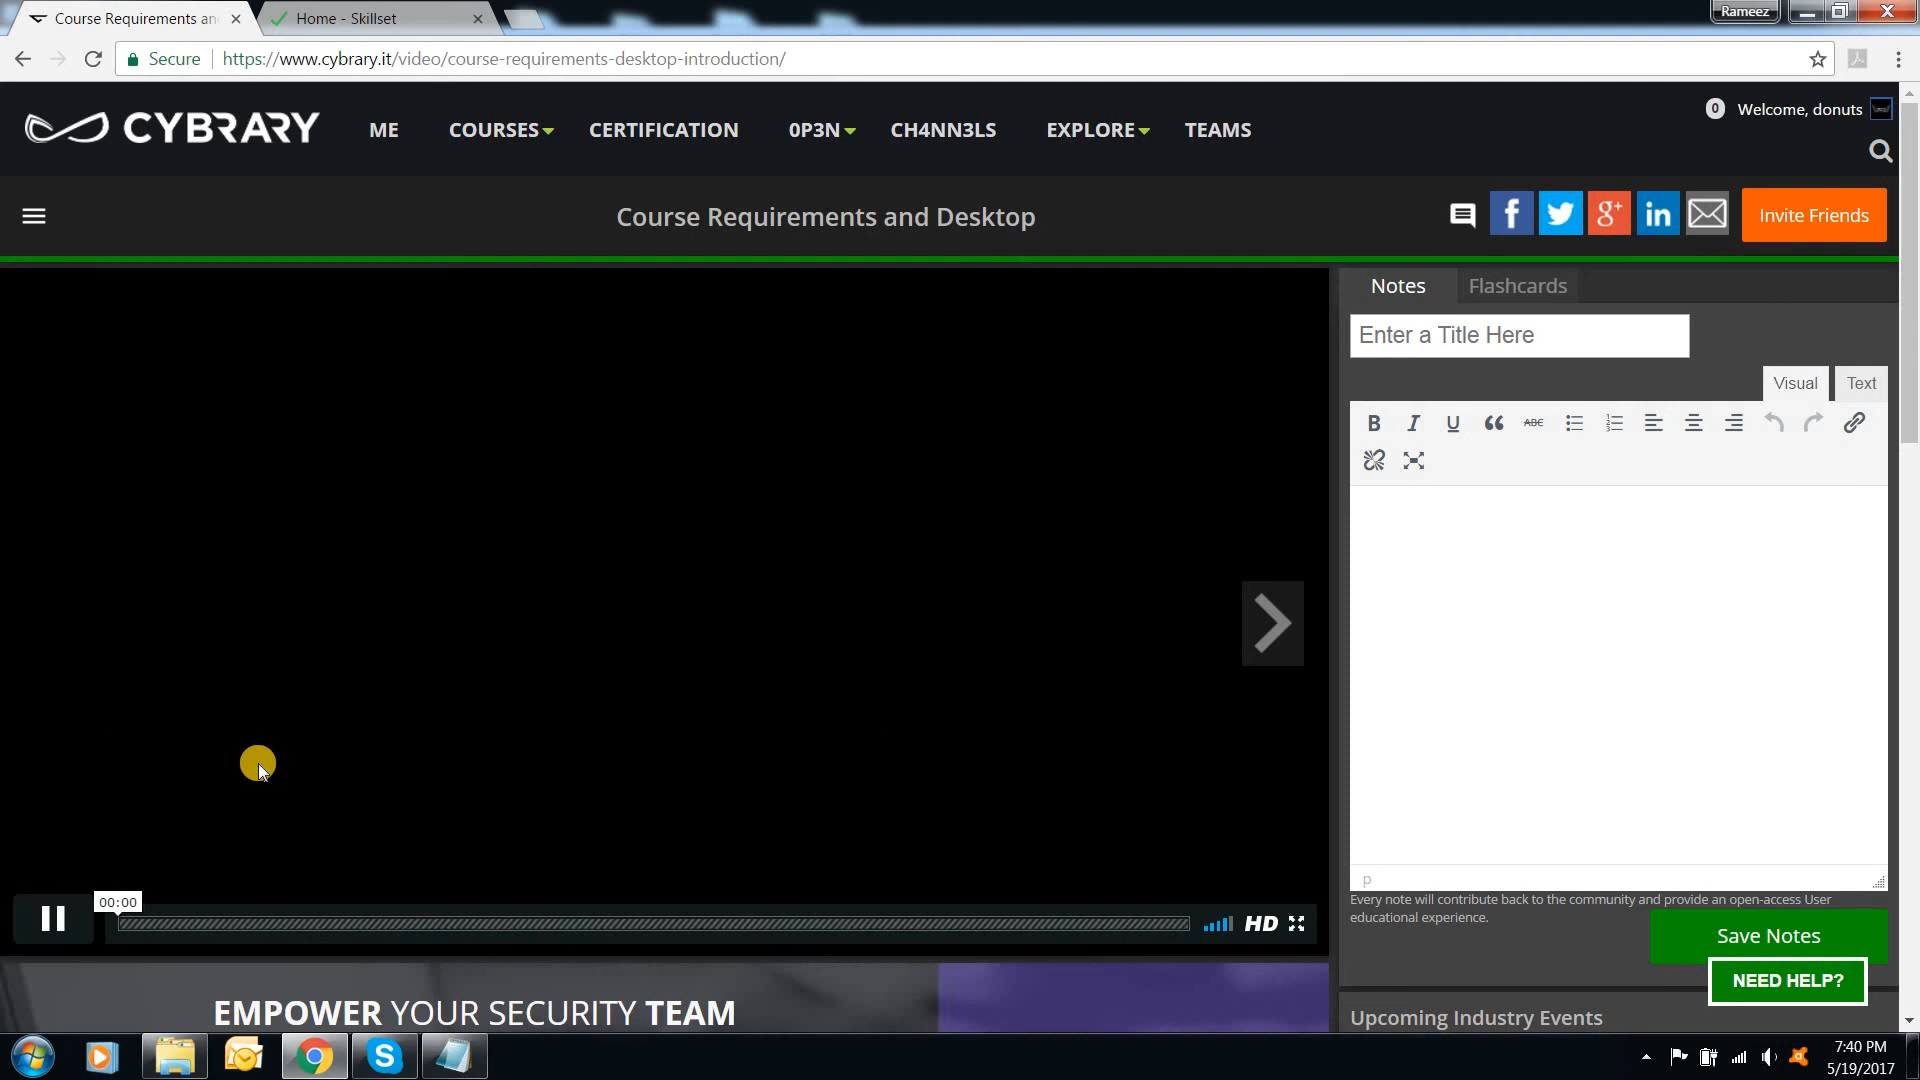 Course Requirements an
Home - Skillset
Rameez
Secure
https://www.cybrary.it/video/course-requirements-desktop-introduction/
CYBRARY
ME
COURSES
CERTIFICATION
0P3N
CH4NN3LS
EXPLORE
TEAMS
0
Welcome, donuts
Course Requirements and Desktop
f
g+
in
Invite Friends
Notes
Flashcards
Enter a Title Here
Visual
Text
B
I
U
ABC
p
Every note will contribute back to the community and provide an open-access User
educational experience.
Save Notes
NEED HELP?
Upcoming Industry Events
00:00
HD
EMPOWER YOUR SECURITY TEAM
7:40 PM
5/19/2017